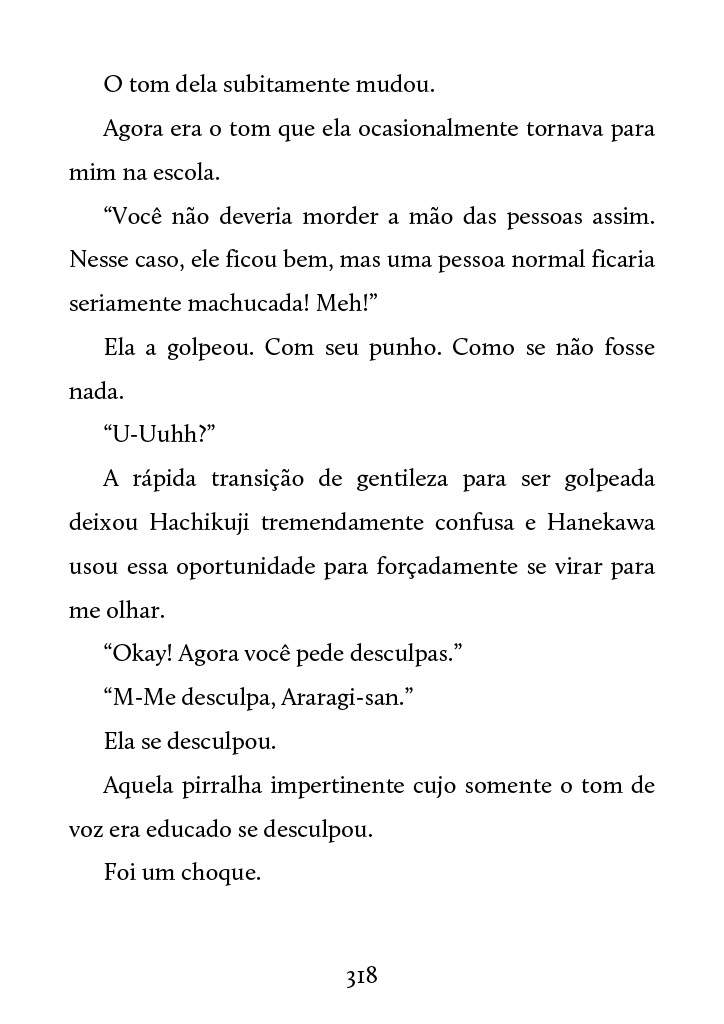 O tom dela subitamente mudou.
Agora era o tom que ela ocasionalmente tornava para
mim na escola.
“Você não deveria morder a mão das pessoas assim.
Nesse caso, ele ficou bem, mas uma pessoa normal ficaria
seriamente machucada! Meh!”
Ela a golpeou. Com seu punho. Como se não fosse
nada.
“U-Uuhh?”
A rápida transição de gentileza para ser golpeada
deixou Hachikuji tremendamente confusa e Hanekawa
usou essa oportunidade para forçadamente se virar para
me olhar.
“Okay! Agora você pede desculpas.”
“M-Me desculpa, Araragi-san.”
Ela se desculpou.
Aquela pirralha impertinente cujo somente o tom de
voz era educado se desculpou.
Foi um choque.
318